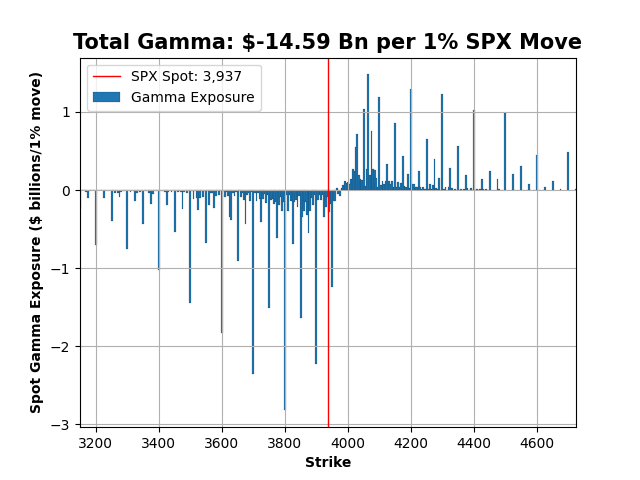 Total Gamma: $-14.59 Bn per 1% SPX Move
SPX Spot: 3,937
Gamma Exposure
Spot Gamma Exposure ($ billions/1% move)
1
0
−1
−2
−3
3200 3400 3600 3800 4000 4200 4400 4600
Strike